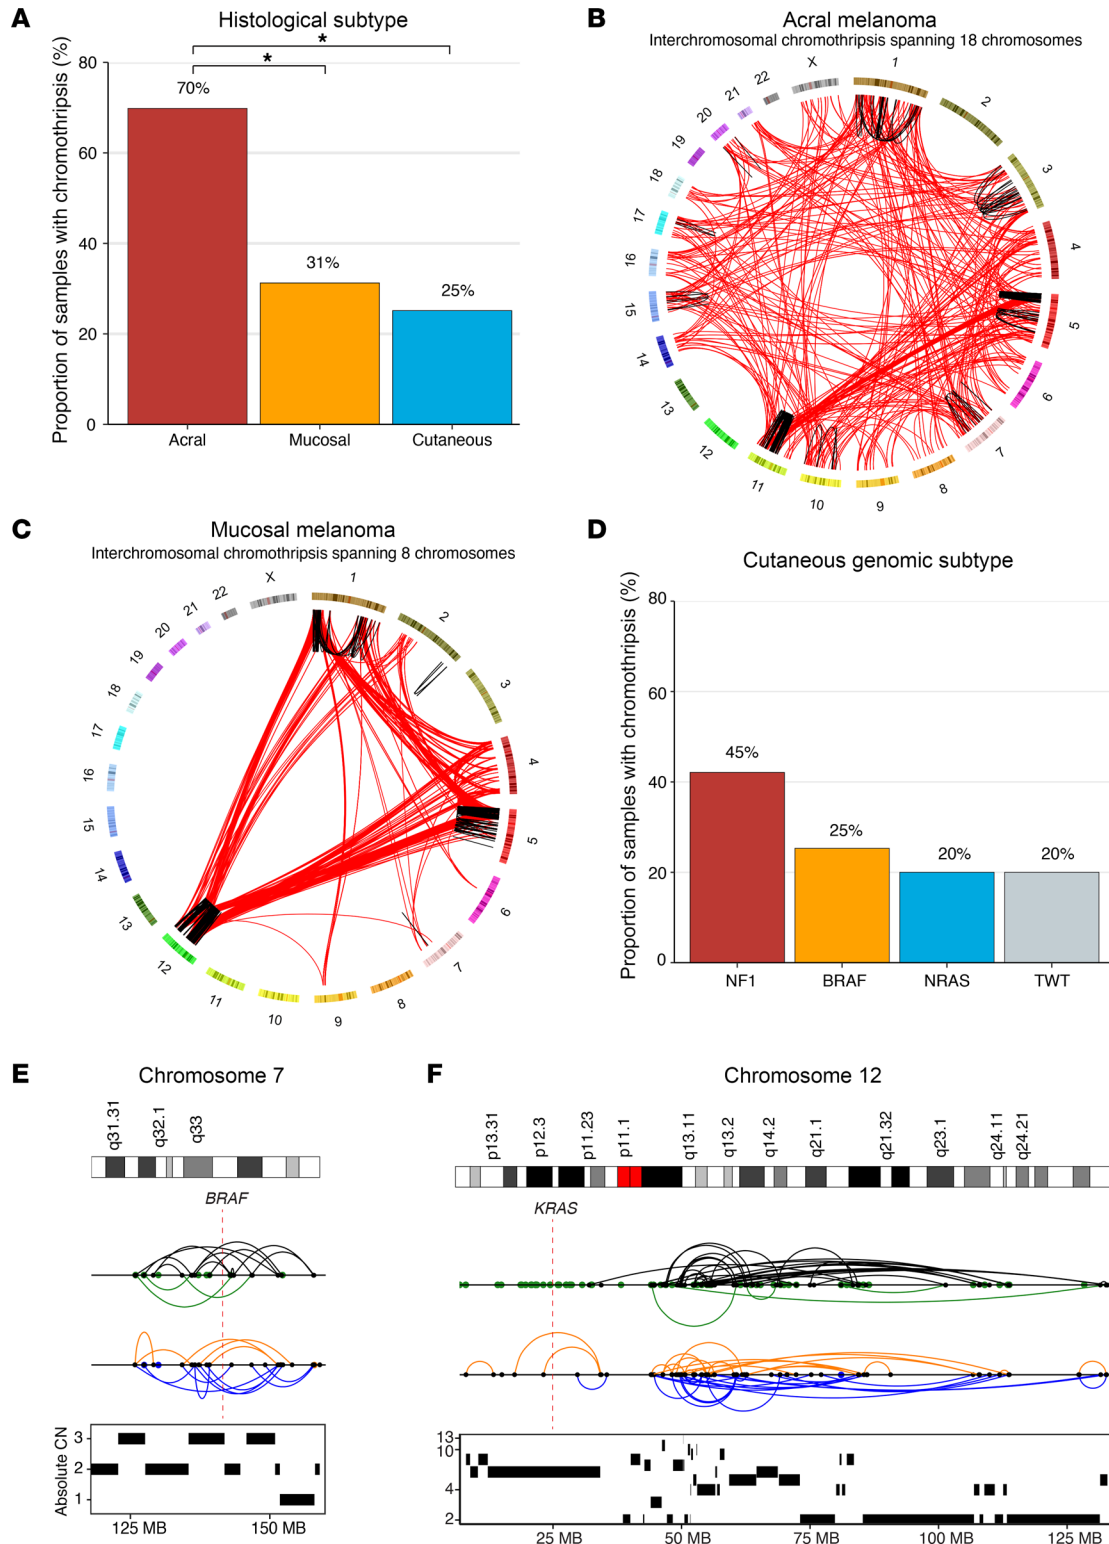 A
Histological subtype
*
*
Proportion of samples with chromothripsis (%)
80
60
40
20
0
70%
31%
25%
Acral
Mucosal
Cutaneous
B
Acral melanoma
Interchromosomal chromothripsis spanning 18 chromosomes
1
2
3
4
5
6
7
8
9
10
11
12
13
14
15
16
17
18
19
20
21
22
X
C
Mucosal melanoma
Interchromosomal chromothripsis spanning 8 chromosomes
1
2
3
4
5
6
7
8
9
10
11
12
13
14
15
16
17
18
19
20
21
22
X
D
Cutaneous genomic subtype
Proportion of samples with chromothripsis (%)
80
60
40
20
0
45%
25%
20%
20%
NF1
BRAF
NRAS
TWT
E
Chromosome 7
q31.31
q32.1
q33
BRAF
Absolute CN
3
2
1
125 MB
150 MB
F
Chromosome 12
p13.31
p12.3
p11.23
p11.1
q13.11
q13.2
q14.2
q21.1
q21.32
q23.1
q24.11
q24.21
KRAS
13
10
5
2
25 MB
50 MB
75 MB
100 MB
125 MB